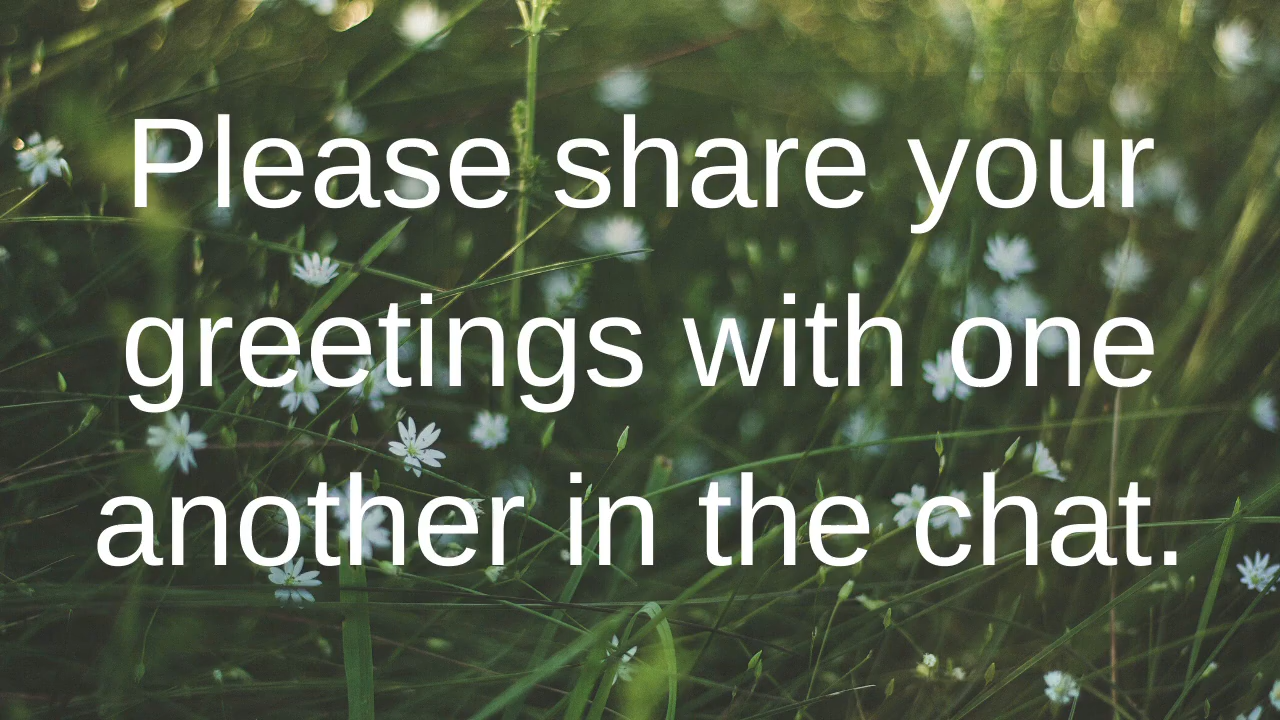 Please share your
greetings with one
another in the chat.